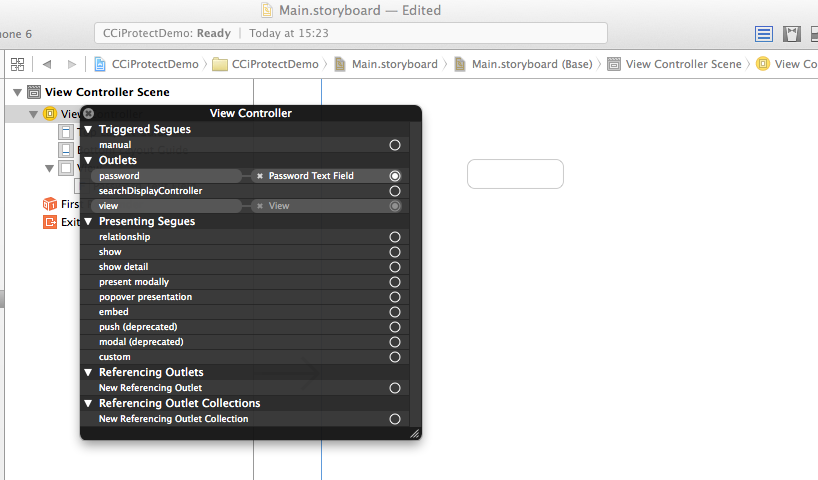 Main.storyboard — Edited
one 6
CCiProtectDemo: Ready | Today at 15:23
CCiProtectDemo
CCiProtectDemo
Main.storyboard
Main.storyboard (Base)
View Controller Scene
View Co
View Controller Scene
Vie
View Controller
Triggered Segues
manual
Outlets
password
Password Text Field
searchDisplayController
view
View
Presenting Segues
relationship
show
show detail
present modally
popover presentation
embed
push (deprecated)
modal (deprecated)
custom
Referencing Outlets
New Referencing Outlet
Referencing Outlet Collections
New Referencing Outlet Collection
Firs
Exit